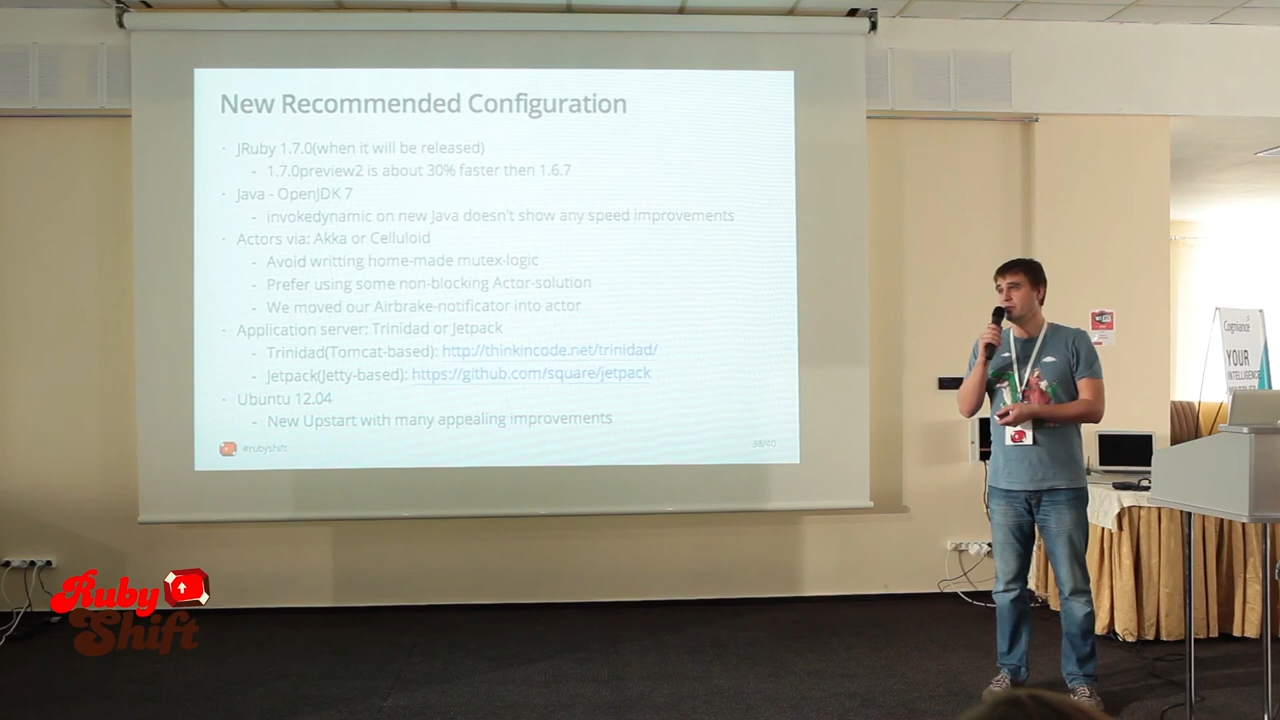 New Recommended Configuration
· JRuby 1.7.0(when it will be released)
- 1.7.0preview2 is about 30% faster then 1.6.7
· Java - OpenJDK 7
- invokedynamic on new Java doesn't show any speed improvements
· Actors via: Akka or Celluloid
- Avoid writting home-made mutex-logic
- Prefer using some non-blocking Actor-solution
- We moved our Airbrake-notificator into actor
· Application server: Trinidad or Jetpack
- Trinidad(Tomcat-based): http://thinkincode.net/trinidad/
- Jetpack(Jetty-based): https://github.com/square/jetpack
· Ubuntu 12.04
- New Upstart with many appealing improvements
#rubyshift
38/40
Cogniance
YOUR
INTELLIGENCE
Ruby
Shift